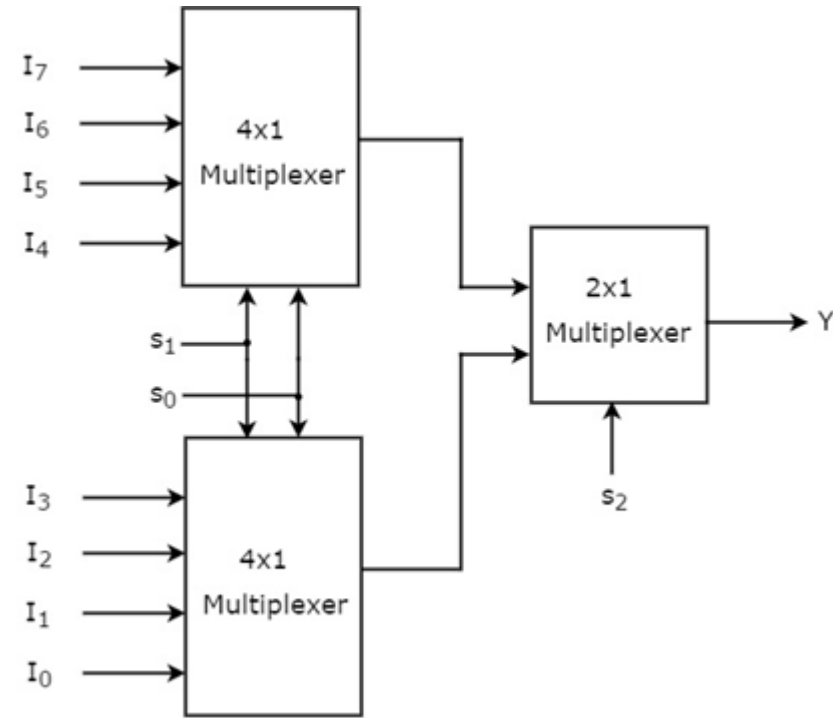 I₇
I₆
I₅
I₄
4x1
Multiplexer
s₁
s₀
2x1
Multiplexer
Y
s₂
I₃
I₂
I₁
I₀
4x1
Multiplexer